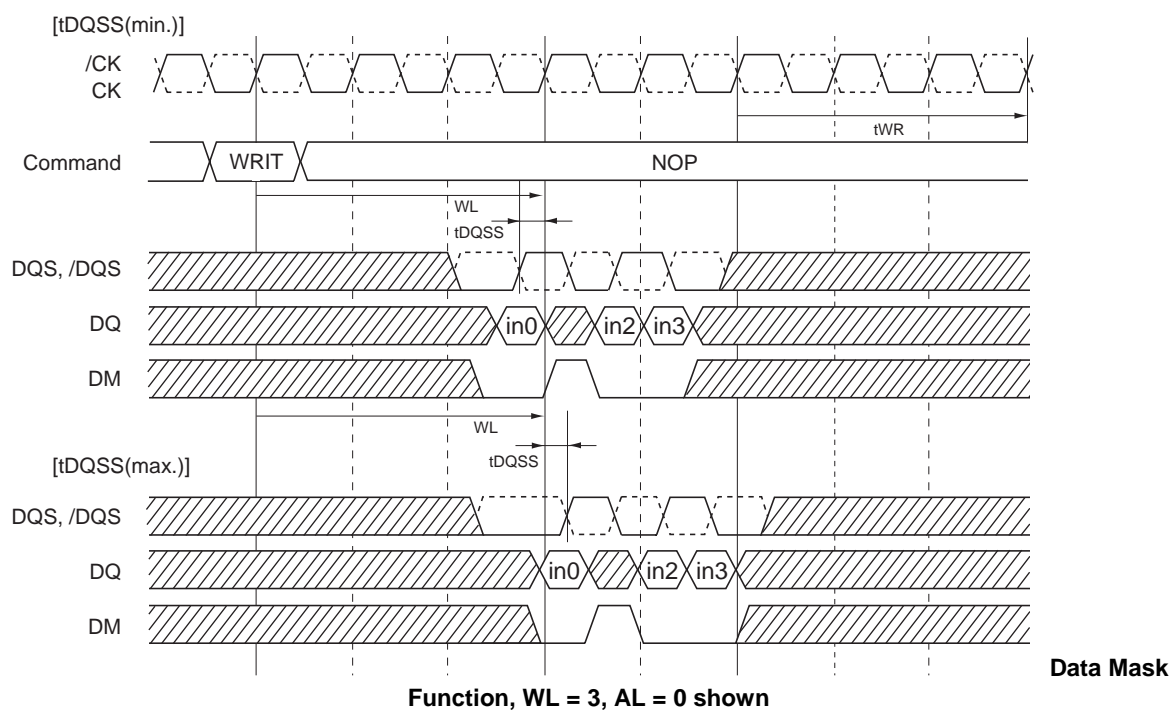 [tDQSS(min.)]
/CK
CK
tWR
Command WRIT NOP
WL
tDQSS
DQS, /DQS
DQ in0 in2 in3
DM
WL
tDQSS
[tDQSS(max.)]
DQS, /DQS
DQ in0 in2 in3
DM
Data Mask
Function, WL = 3, AL = 0 shown